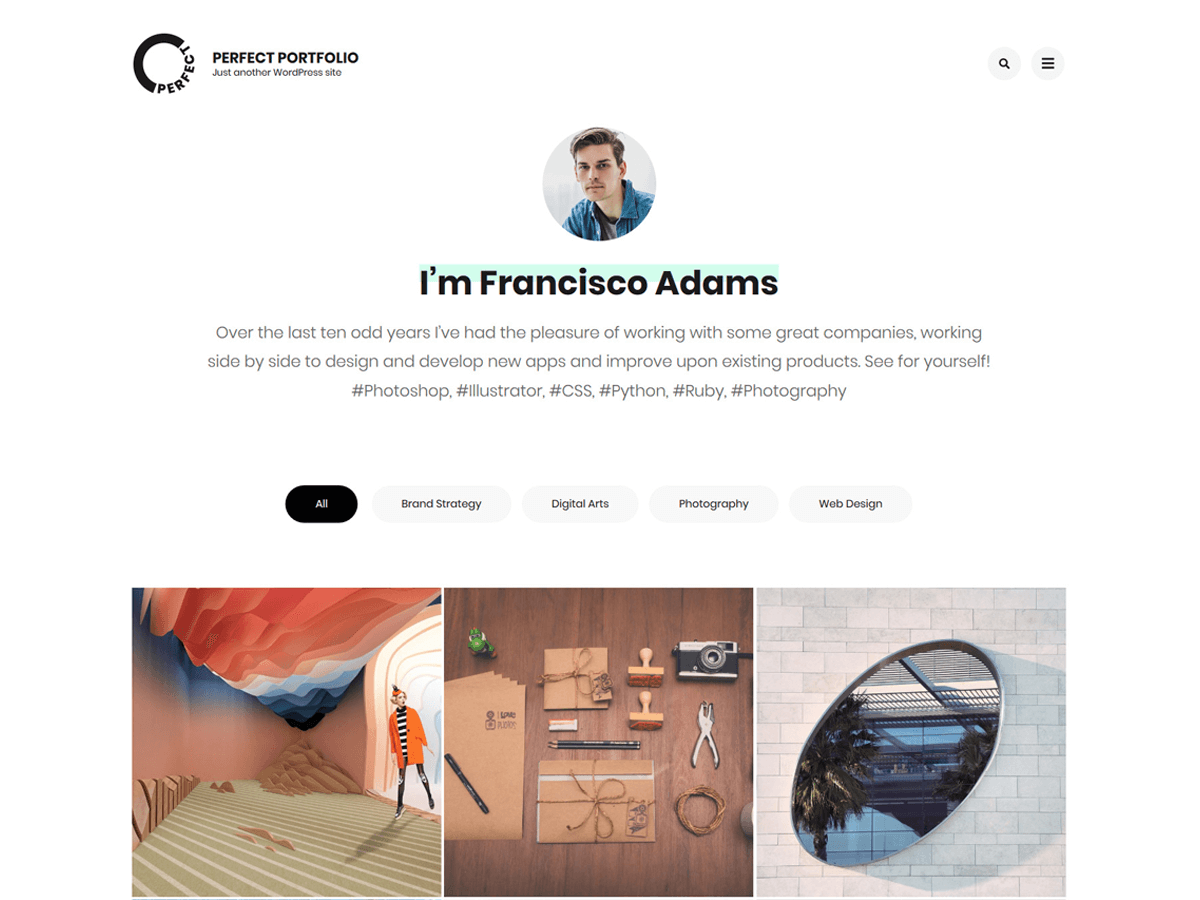 PERFECT
PERFECT PORTFOLIO
Just another WordPress site
I'm Francisco Adams
Over the last ten odd years I've had the pleasure of working with some great companies, working
side by side to design and develop new apps and improve upon existing products. See for yourself!
#Photoshop, #Illustrator, #CSS, #Python, #Ruby, #Photography
All
Brand Strategy
Digital Arts
Photography
Web Design